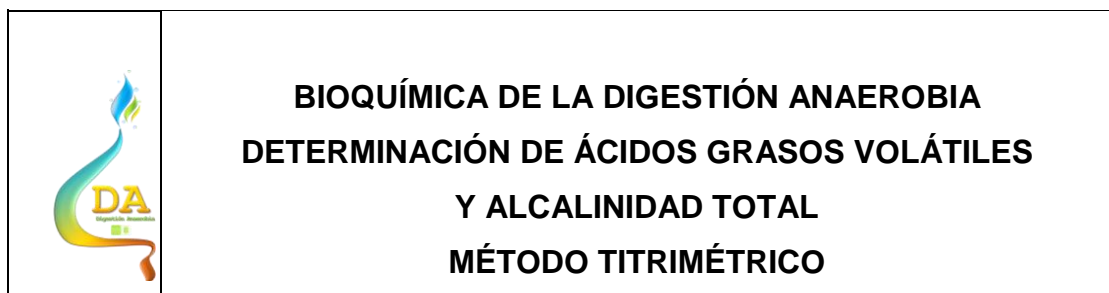 BIOQUÍMICA DE LA DIGESTIÓN ANAEROBIA
DETERMINACIÓN DE ÁCIDOS GRASOS VOLÁTILES
Y ALCALINIDAD TOTAL
MÉTODO TITRIMÉTRICO
DA
Digestión Anaerobia